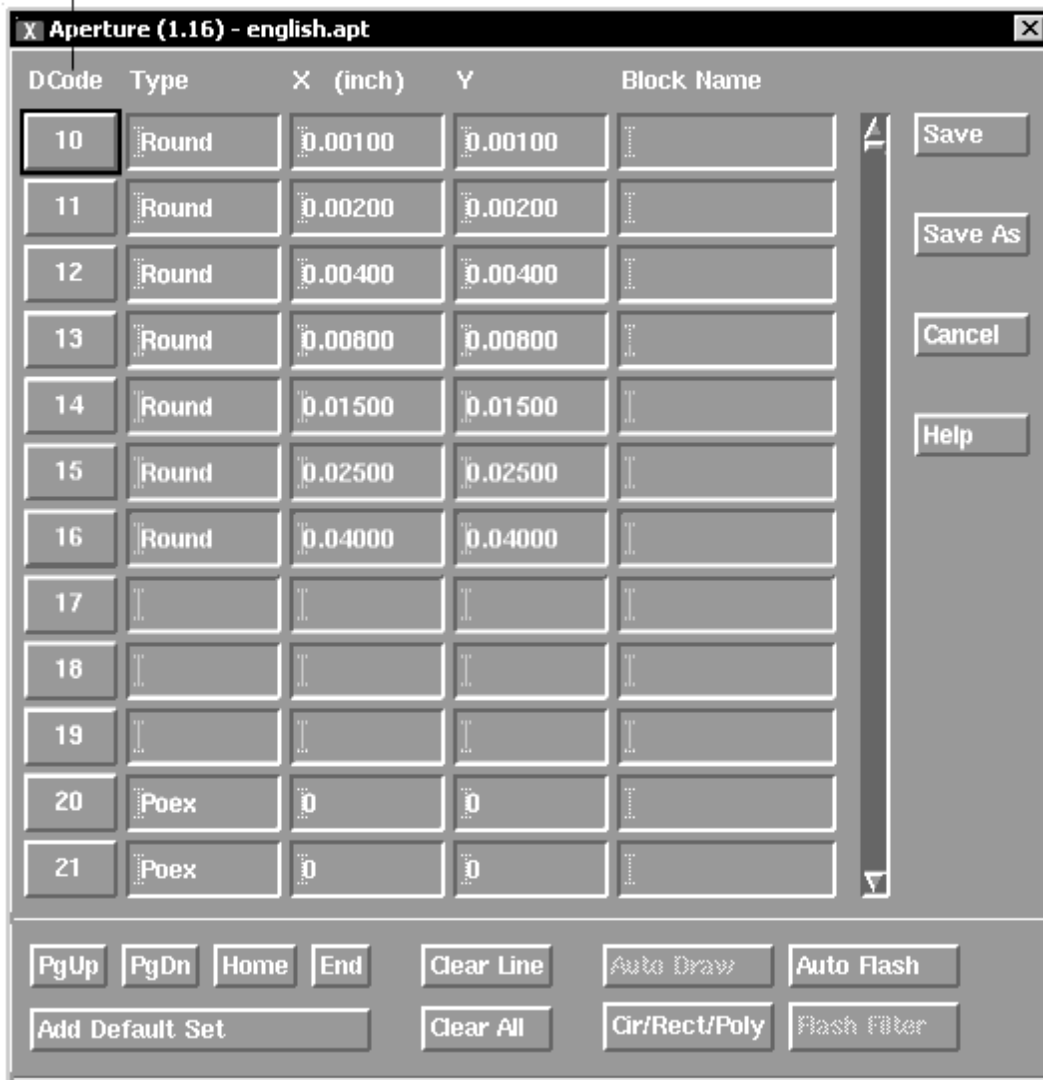 X Aperture (1.16) - english.apt
DCode Type X (inch) Y Block Name
10 Round 0.00100 0.00100 Save
11 Round 0.00200 0.00200
Save As
12 Round 0.00400 0.00400
13 Round 0.00800 0.00800 Cancel
14 Round 0.01500 0.01500
Help
15 Round 0.02500 0.02500
16 Round 0.04000 0.04000
17
18
19
20 Poex 0 0
21 Poex 0 0
PgUp PgDn Home End Clear Line Auto Draw Auto Flash
Add Default Set Clear All Cir/Rect/Poly Flash Filter